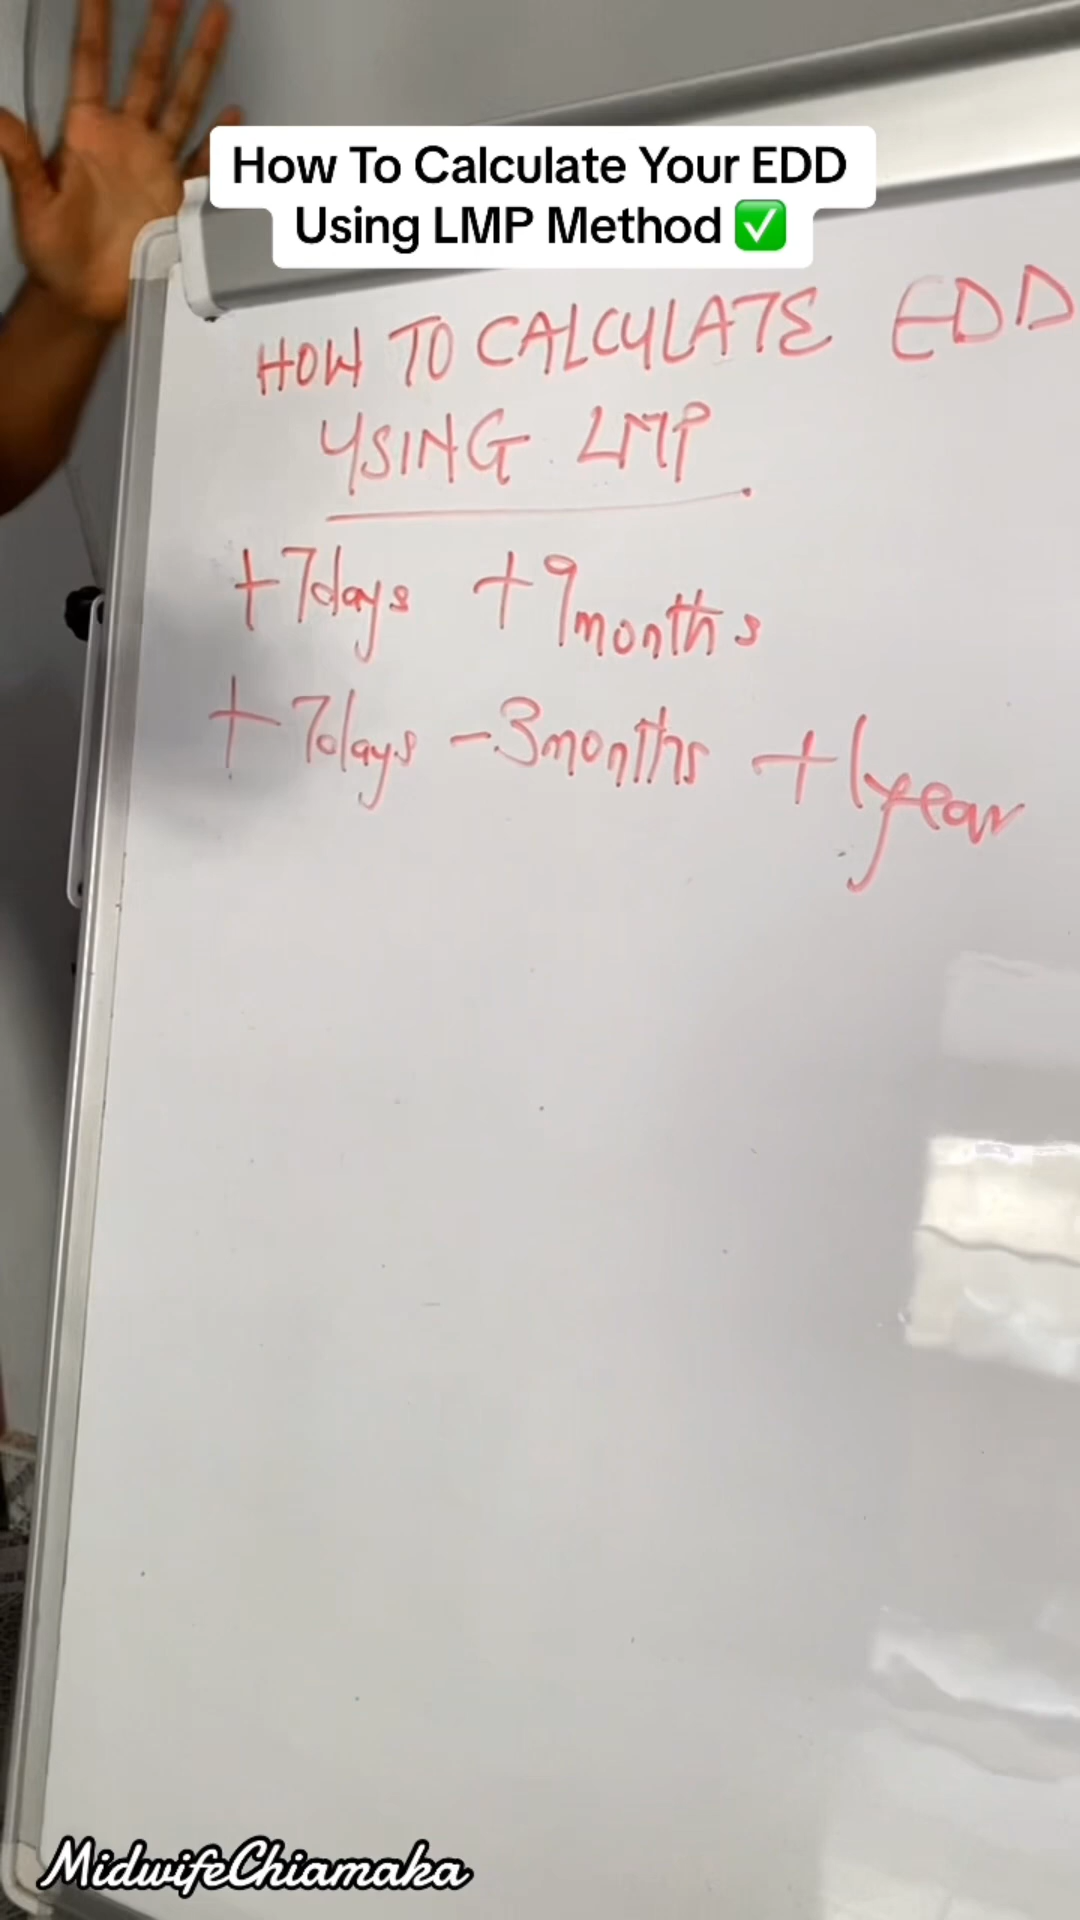 How To Calculate Your EDD
Using LMP Method ✅
HOW TO CALCULATE EDD
USING LMP
+7days +9months
+7days -3months +1year
MidwifeChiamaka